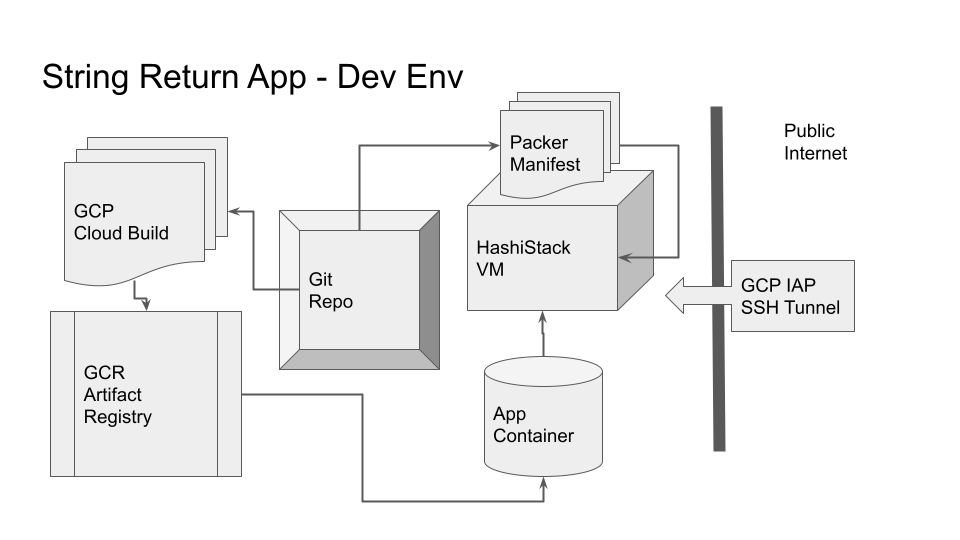 String Return App - Dev Env
Packer
Manifest
Public
Internet
GCP
Cloud Build
HashiStack
VM
Git
Repo
GCP IAP
SSH Tunnel
GCR
Artifact
Registry
App
Container